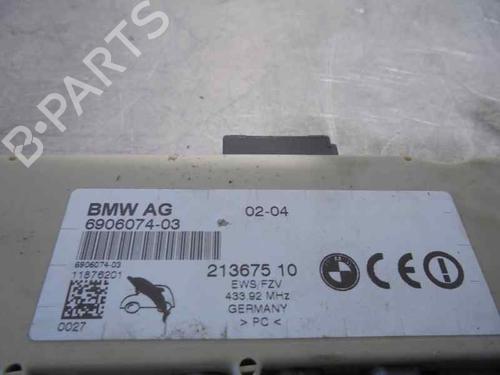 B-PARTS
BMW AG
02-04
6906074-03
6906074-03
11876201
213675 10
EWS/FZV
433.92 MHz
GERMANY
> PC <
0027
BMW
CE